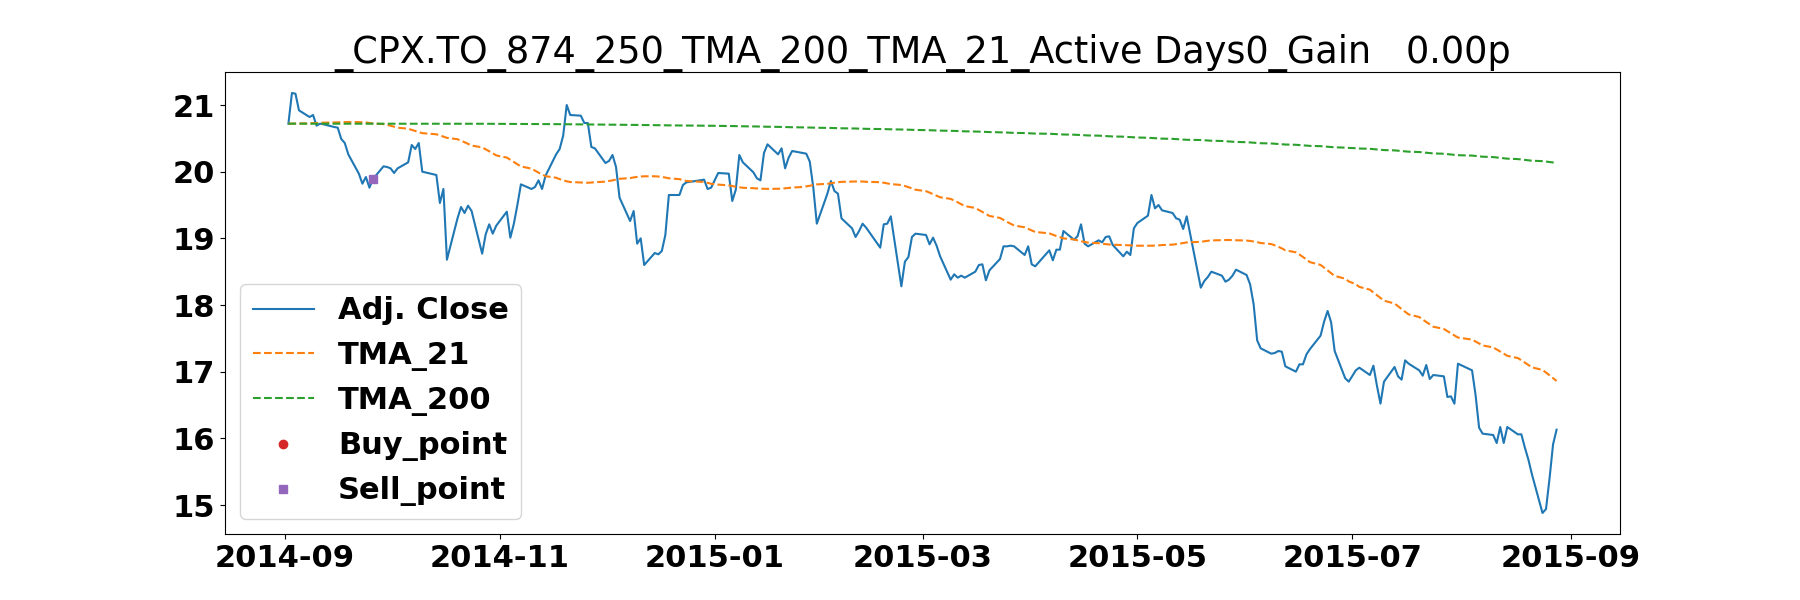 _CPX.TO_874_250_TMA_200_TMA_21_Active Days0_Gain   0.00p
21
20
19
18
17
16
15
Adj. Close
TMA_21
TMA_200
Buy_point
Sell_point
2014-09 2014-11 2015-01 2015-03 2015-05 2015-07 2015-09